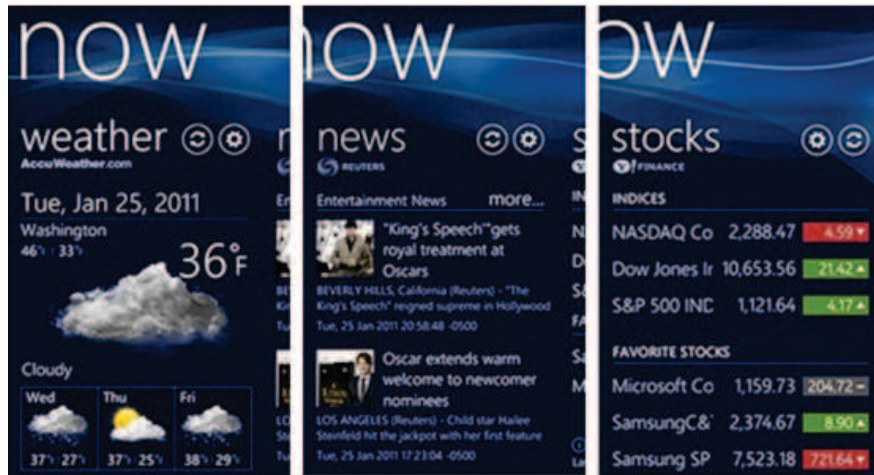 now
weather
AccuWeather.com
Tue, Jan 25, 2011
Washington
46° 33°
36°F
Cloudy
Wed Thu Fri
37° 27° 37° 25° 38° 29°
now
news
REUTERS
Entertainment News more...
"King's Speech" gets
royal treatment at
Oscars
BEVERLY HILLS, California (Reuters) - "The
King's Speech" reigned supreme in Hollywood
Tue, 25 Jan 2011 20:58:48 -0500
Oscar extends warm
welcome to newcomer
nominees
LOS ANGELES (Reuters) - Child star Hailee
Steinfeld hit the jackpot with her first feature
Tue, 25 Jan 2011 17:23:04 -0500
ow
stocks
Y! FINANCE
INDICES
NASDAQ Co 2,288.47 4.59
Dow Jones Ir 10,653.56 21.42
S&P 500 IND 1,121.64 4.17
FAVORITE STOCKS
Microsoft Co 1,159.73 204.72
SamsungC&T 2,374.67 8.90
Samsung SP 7,523.18 721.64